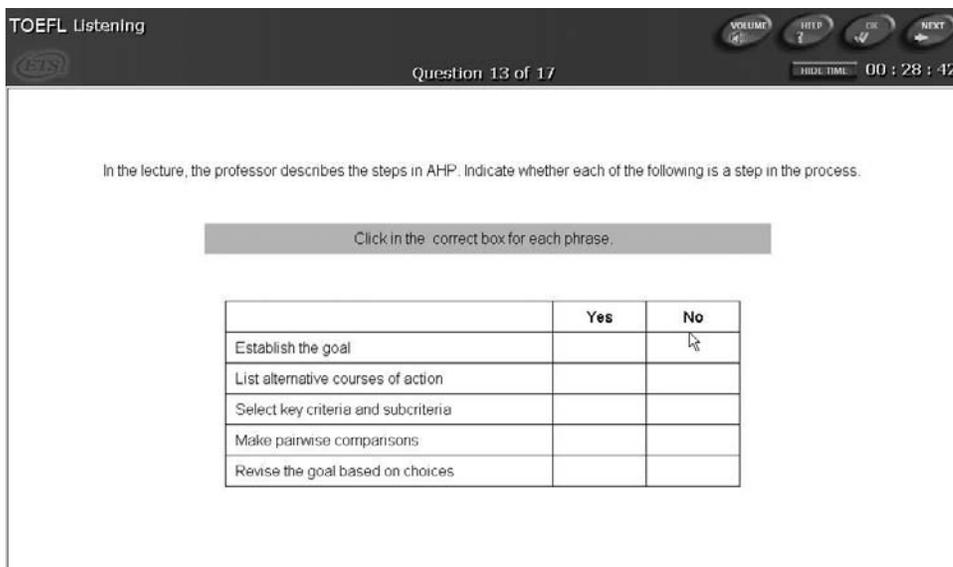 TOEFL Listening
VOLUME
HELP
?
OK
NEXT
ETS
Question 13 of 17
HIDE TIME 00 : 28 : 42
In the lecture, the professor describes the steps in AHP. Indicate whether each of the following is a step in the process.
Click in the correct box for each phrase.
Yes No
Establish the goal
List alternative courses of action
Select key criteria and subcriteria
Make pairwise comparisons
Revise the goal based on choices